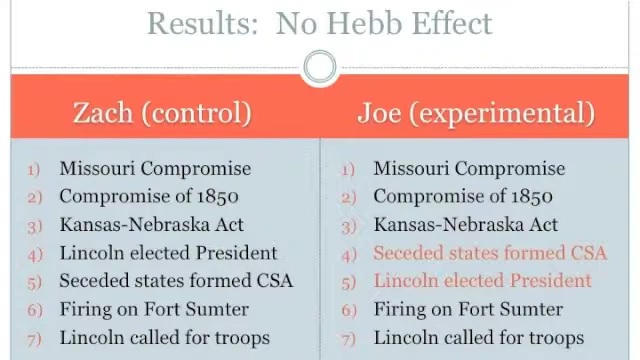 Results:  No Hebb Effect
Zach (control)
1) Missouri Compromise
2) Compromise of 1850
3) Kansas-Nebraska Act
4) Lincoln elected President
5) Seceded states formed CSA
6) Firing on Fort Sumter
7) Lincoln called for troops
Joe (experimental)
1) Missouri Compromise
2) Compromise of 1850
3) Kansas-Nebraska Act
4) Seceded states formed CSA
5) Lincoln elected President
6) Firing on Fort Sumter
7) Lincoln called for troops